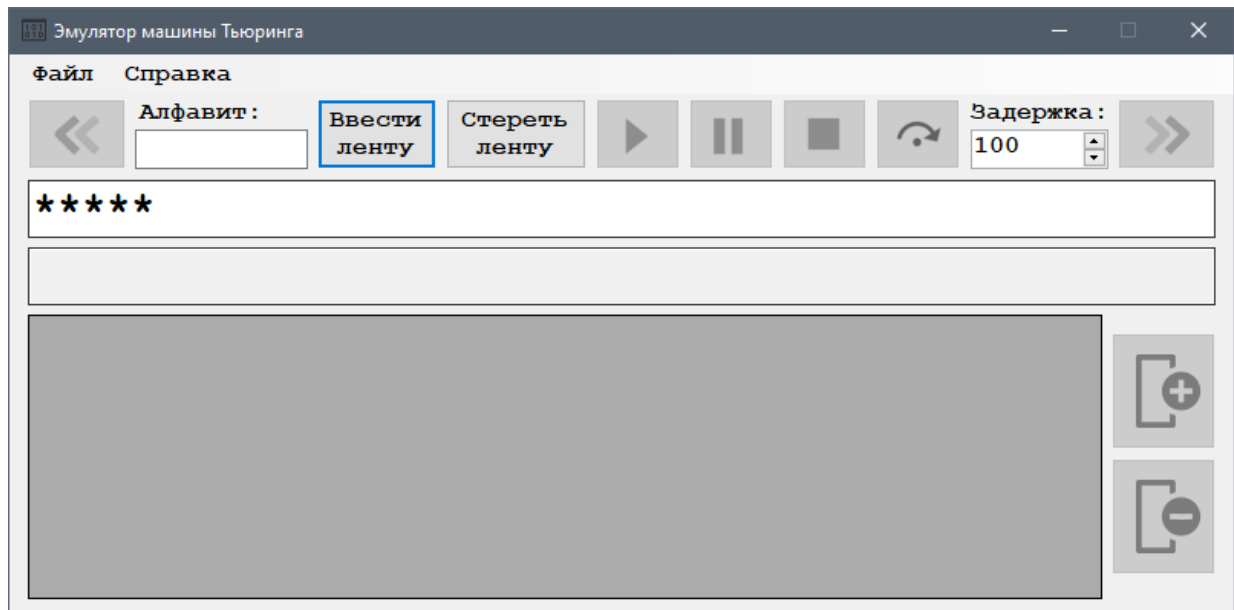 Эмулятор машины Тьюринга
Файл Справка
Алфавит:
Ввести ленту
Стереть ленту
Задержка:
100
*****